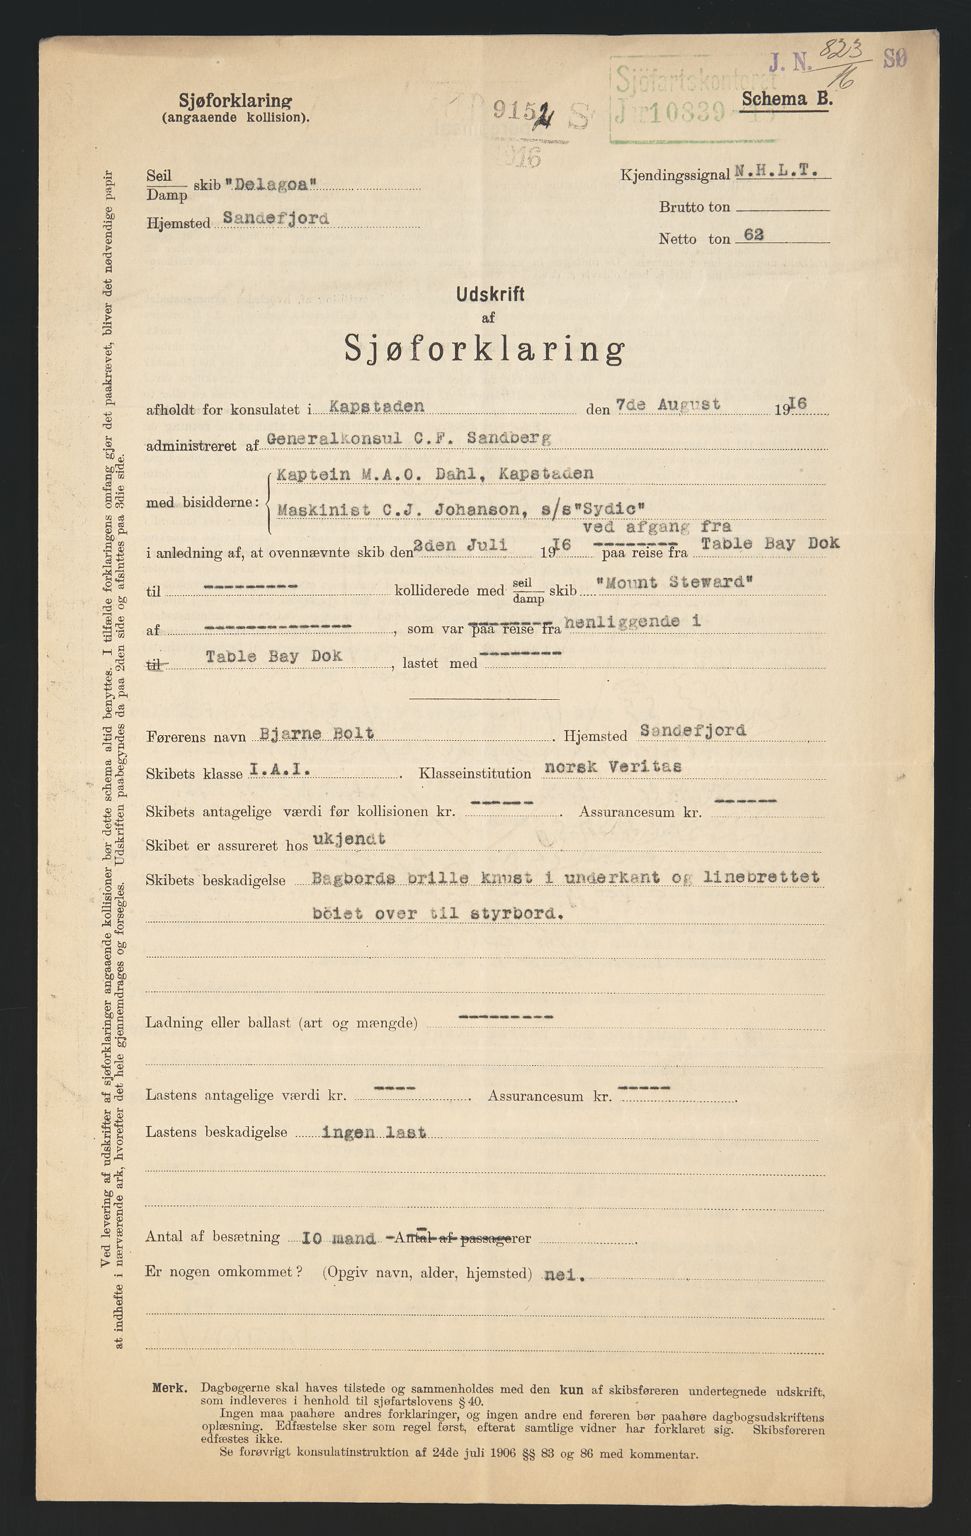 J. N. 823/16 SØ
Sjöfartskontoret
Jnr 10839
9152 S
1916
Schema B.
Sjøforklaring
(angaaende kollision).
Seil
Damp skib "Delagoa"
Hjemsted Sandefjord
Kjendingssignal N.H.L.T.
Brutto ton
Netto ton 62
Udskrift
af
Sjøforklaring
afholdt for konsulatet i Kapstaden den 7de August 1916
administreret af Generalkonsul C.F. Sandberg
med bisidderne: Kaptein M.A.O. Dahl, Kapstaden
Maskinist C.J. Johanson, s/s"Sydic"
ved afgang fra
i anledning af, at ovennævnte skib den 2den Juli 1916 paa reise fra Table Bay Dok
til --------- kolliderede med seil/damp skib "Mount Steward"
af --------------, som var paa reise fra henliggende i
til Table Bay Dok, lastet med --------
Førerens navn Bjarne Bolt. Hjemsted Sandefjord
Skibets klasse I.A.I. Klasseinstitution norsk Veritas
Skibets antagelige værdi før kollisionen kr. ------. Assurancesum kr. ------
Skibet er assureret hos ukjendt
Skibets beskadigelse Bagbords brille knust i underkant og linebrettet
böiet over til styrbord.
Ladning eller ballast (art og mængde) ---------
Lastens antagelige værdi kr. ----. Assurancesum kr. -----.
Lastens beskadigelse ingen last
Antal af besætning 10 mand - Antal af passagerer
Er nogen omkommet? (Opgiv navn, alder, hjemsted) nei.
Merk. Dagbøgerne skal haves tilstede og sammenholdes med den kun af skibsføreren undertegnede udskrift,
som indleveres i henhold til sjøfartslovens § 40.
Ingen maa paahøre andres forklaringer, og ingen andre end føreren bør paahøre dagbogsudskriftens
oplæsning. Edfæstelse sker som regel først, efterat samtlige vidner har forklaret sig. Skibsføreren
edfæstes ikke.
Se forøvrigt konsulatinstruktion af 24de juli 1906 §§ 83 og 86 med kommentar.
Ved levering af udskrifter af sjøforklaringer angaaende kollisioner bør dette schema altid benyttes. I tilfælde forklaringens omfang gjør det paakrævet, bliver det nødvendige papir
at indhefte i nærværende ark, hvorefter det hele gjennemdrages og forsegles. Udskriften paabegyndes da paa 2den side og afsluttes paa 3die side.